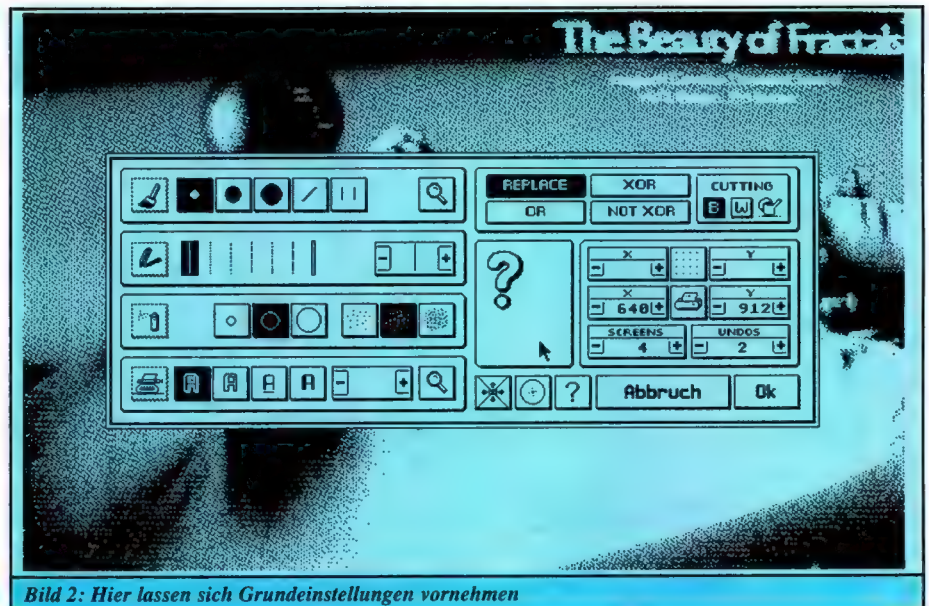 The Beauty of Fractals
REPLACE XOR CUTTING
OR NOT XOR B W
- +
X Y
- + - +
?
X Y
- 640 + - 912 +
SCREENS UNDOS
- 4 + - 2 +
A A A A - +
? Abbruch Ok
Bild 2: Hier lassen sich Grundeinstellungen vornehmen